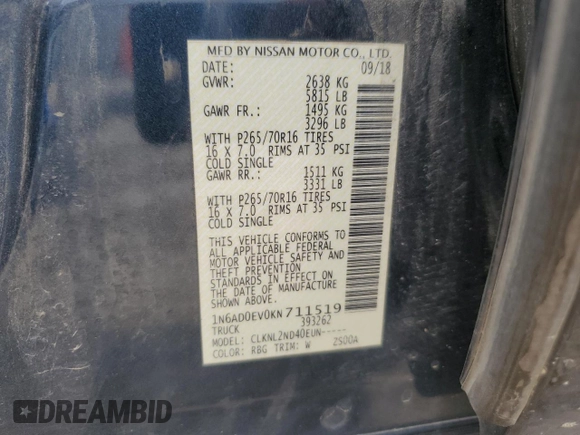 MFD BY NISSAN MOTOR CO., LTD.
DATE: 09/18
GVWR: 2638 KG
5815 LB
GAWR FR.: 1495 KG
3296 LB
WITH P265/70R16 TIRES
16 X 7.0 RIMS AT 35 PSI
COLD SINGLE
GAWR RR.: 1511 KG
3331 LB
WITH P265/70R16 TIRES
16 X 7.0 RIMS AT 35 PSI
COLD SINGLE
THIS VEHICLE CONFORMS TO
ALL APPLICABLE FEDERAL
MOTOR VEHICLE SAFETY AND
THEFT PREVENTION
STANDARDS IN EFFECT ON
THE DATE OF MANUFACTURE
SHOWN ABOVE.
1N6AD0EV0KN711519
TRUCK 393262
MODEL: CLKNL2ND40EUN-----
COLOR: RBG TRIM: W 2S00A
DREAMBID